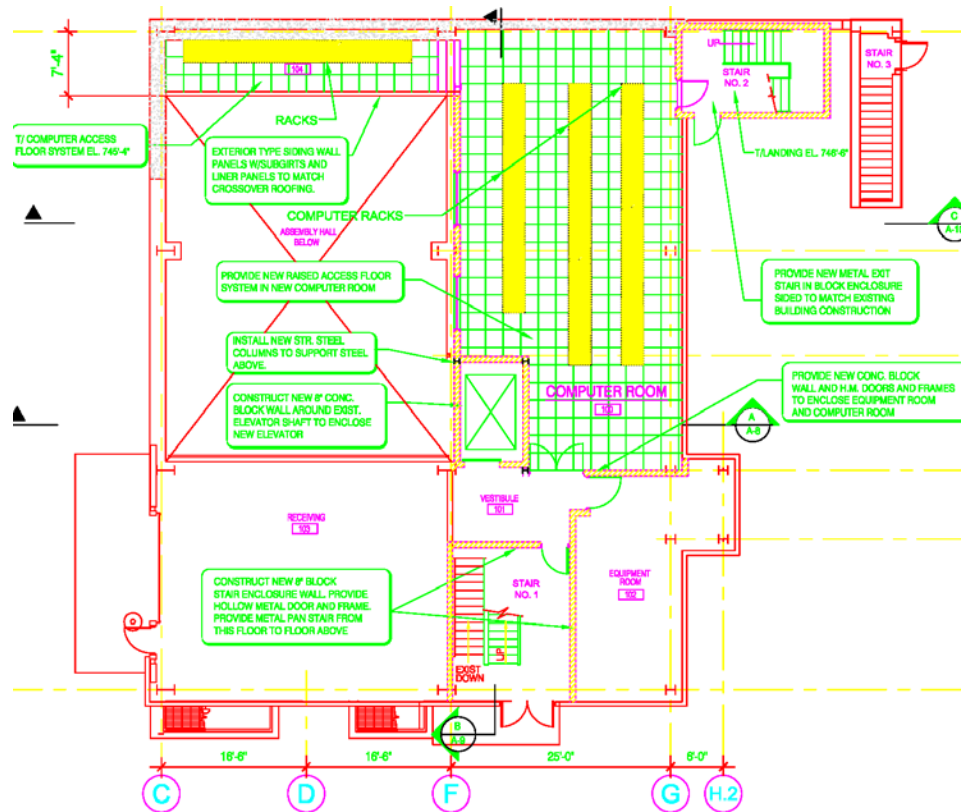 7'-4"
104
RACKS
T/ COMPUTER ACCESS
FLOOR SYSTEM EL. 745'-4"
EXTERIOR TYPE SIDING WALL
PANELS W/SUBGIRTS AND
LINER PANELS TO MATCH
CROSSOVER ROOFING.
UP
STAIR
NO. 2
STAIR
NO. 3
T/LANDING EL. 746'-6"
COMPUTER RACKS
ASSEMBLY HALL
BELOW
C
PROVIDE NEW RAISED ACCESS FLOOR
SYSTEM IN NEW COMPUTER ROOM
PROVIDE NEW METAL EXIT
STAIR IN BLOCK ENCLOSURE
SIDED TO MATCH EXISTING
BUILDING CONSTRUCTION
INSTALL NEW STR. STEEL
COLUMNS TO SUPPORT STEEL
ABOVE.
CONSTRUCT NEW 8" CONC.
BLOCK WALL AROUND EXIST.
ELEVATOR SHAFT TO ENCLOSE
NEW ELEVATOR
COMPUTER ROOM
PROVIDE NEW CONC. BLOCK
WALL AND H.M. DOORS AND FRAMES
TO ENCLOSE EQUIPMENT ROOM
AND COMPUTER ROOM
A
A-9
VESTIBULE
101
RECEIVING
103
STAIR
NO. 1
EQUIPMENT
ROOM
102
CONSTRUCT NEW 8" BLOCK
STAIR ENCLOSURE WALL. PROVIDE
HOLLOW METAL DOOR AND FRAME.
PROVIDE METAL PAN STAIR FROM
THIS FLOOR TO FLOOR ABOVE
UP
EXIST
DOWN
B
A-9
16'-6"
16'-6"
25'-0"
6'-0"
C
D
F
G
H.2